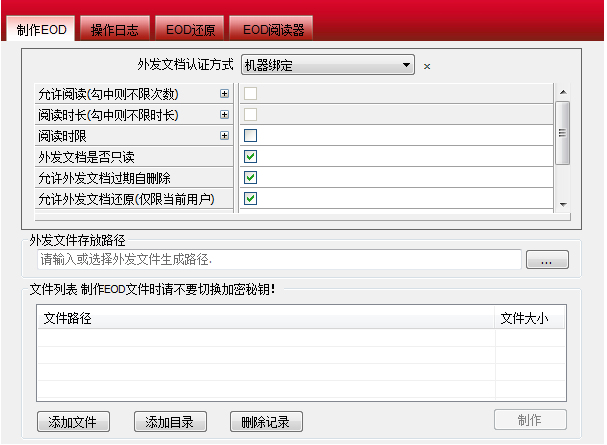 制作EOD 操作日志 EOD还原 EOD阅读器
外发文档认证方式 机器绑定 ×
允许阅读(勾中则不限次数)
阅读时长(勾中则不限时长)
阅读时限
外发文档是否只读
允许外发文档过期自删除
允许外发文档还原(仅限当前用户)
外发文件存放路径
请输入或选择外发文件生成路径. ...
文件列表 制作EOD文件时请不要切换加密秘钥!
文件路径 文件大小
添加文件 添加目录 删除记录 制作